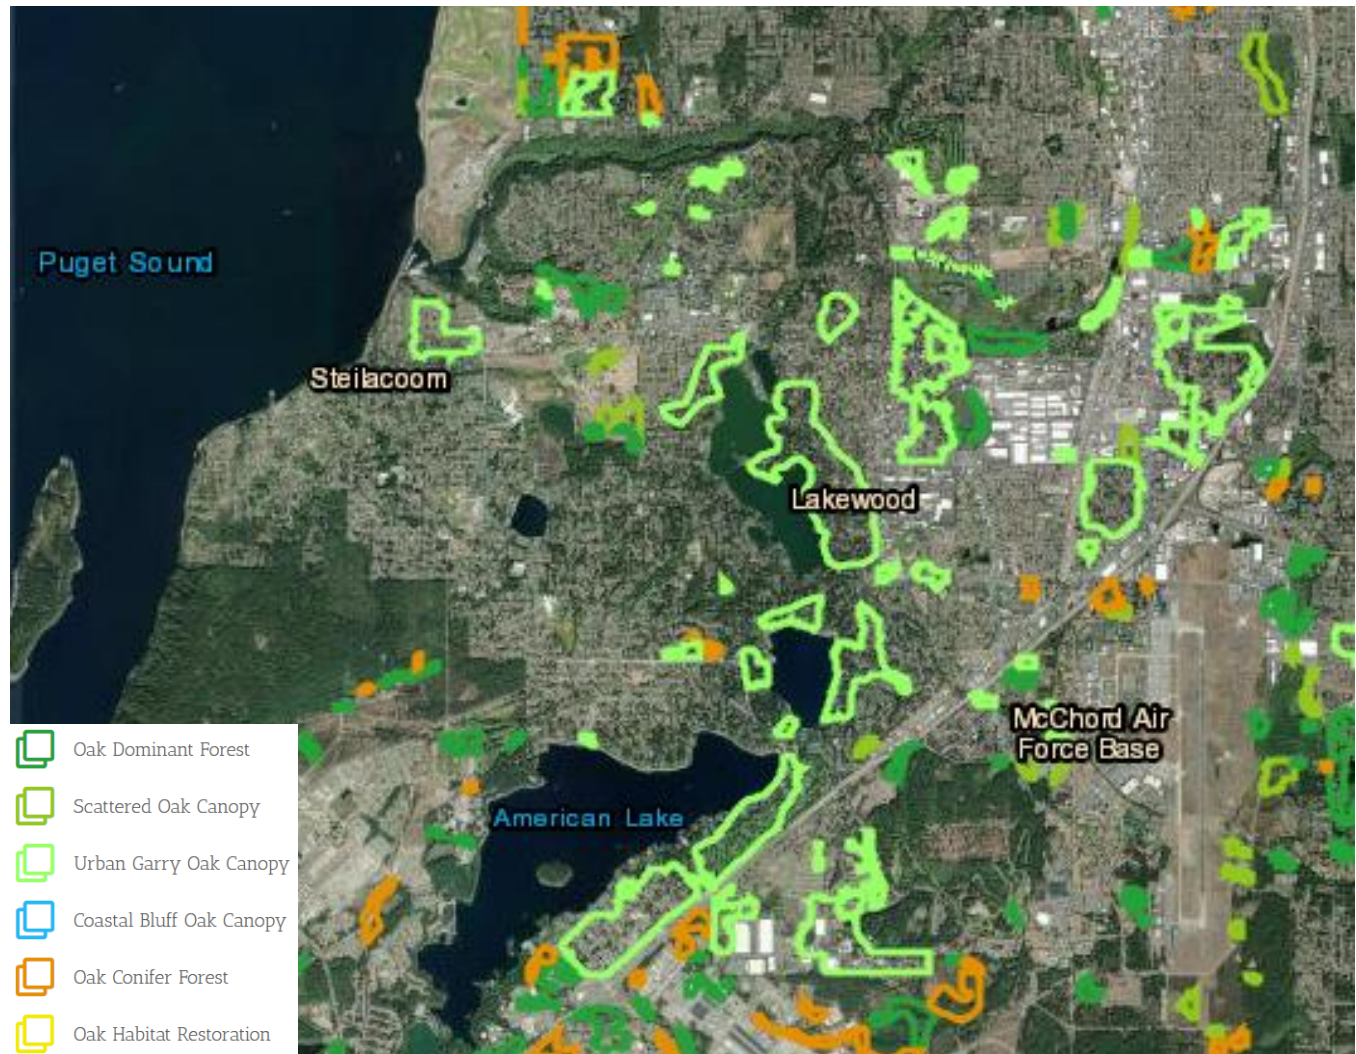 Puget Sound
Steilacoom
Lakewood
McChord Air
Force Base
American Lake
Oak Dominant Forest
Scattered Oak Canopy
Urban Garry Oak Canopy
Coastal Bluff Oak Canopy
Oak Conifer Forest
Oak Habitat Restoration